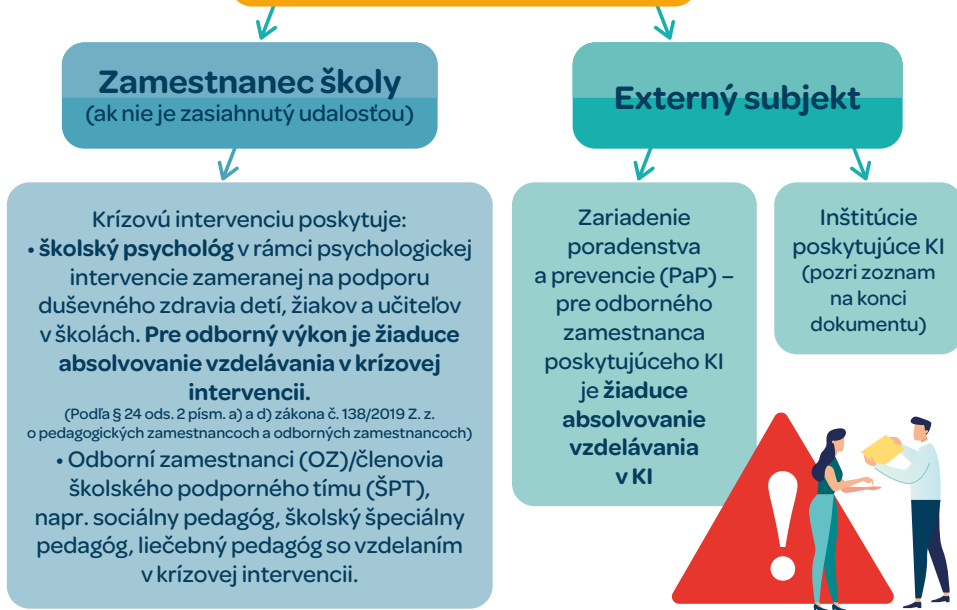 Zamestnanec školy
(ak nie je zasiahnutý udalosťou)
Externý subjekt
Krízovú intervenciu poskytuje:
• školský psychológ v rámci psychologickej
intervencie zameranej na podporu
duševného zdravia detí, žiakov a učiteľov
v školách. Pre odborný výkon je žiaduce
absolvovanie vzdelávania v krízovej
intervencii.
(Podľa § 24 ods. 2 písm. a) a d) zákona č. 138/2019 Z. z.
o pedagogických zamestnancoch a odborných zamestnancoch)
• Odborní zamestnanci (OZ)/členovia
školského podporného tímu (ŠPT),
napr. sociálny pedagóg, školský špeciálny
pedagóg, liečebný pedagóg so vzdelaním
v krízovej intervencii.
Zariadenie
poradenstva
a prevencie (PaP) –
pre odborného
zamestnanca
poskytujúceho KI
je žiaduce
absolvovanie
vzdelávania
v KI
Inštitúcie
poskytujúce KI
(pozri zoznam
na konci
dokumentu)